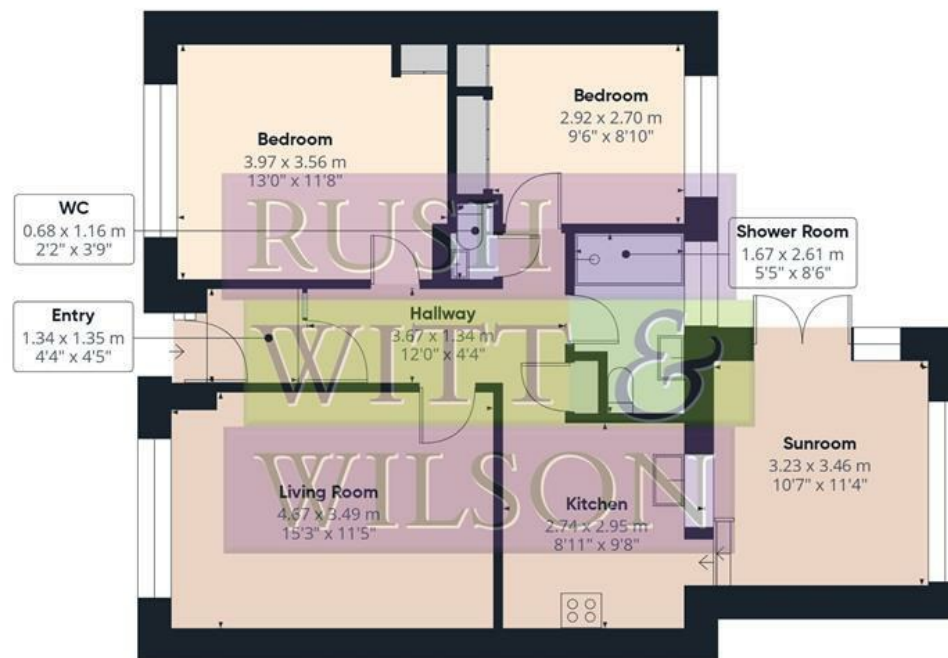 Bedroom
3.97 x 3.56 m
13'0" x 11'8"
Bedroom
2.92 x 2.70 m
9'6" x 8'10"
WC
0.68 x 1.16 m
2'2" x 3'9"
Shower Room
1.67 x 2.61 m
5'5" x 8'6"
Entry
1.34 x 1.35 m
4'4" x 4'5"
Hallway
3.67 x 1.34 m
12'0" x 4'4"
RUSH
WITT &
WILSON
Living Room
4.67 x 3.49 m
15'3" x 11'5"
Kitchen
2.74 x 2.95 m
8'11" x 9'8"
Sunroom
3.23 x 3.46 m
10'7" x 11'4"